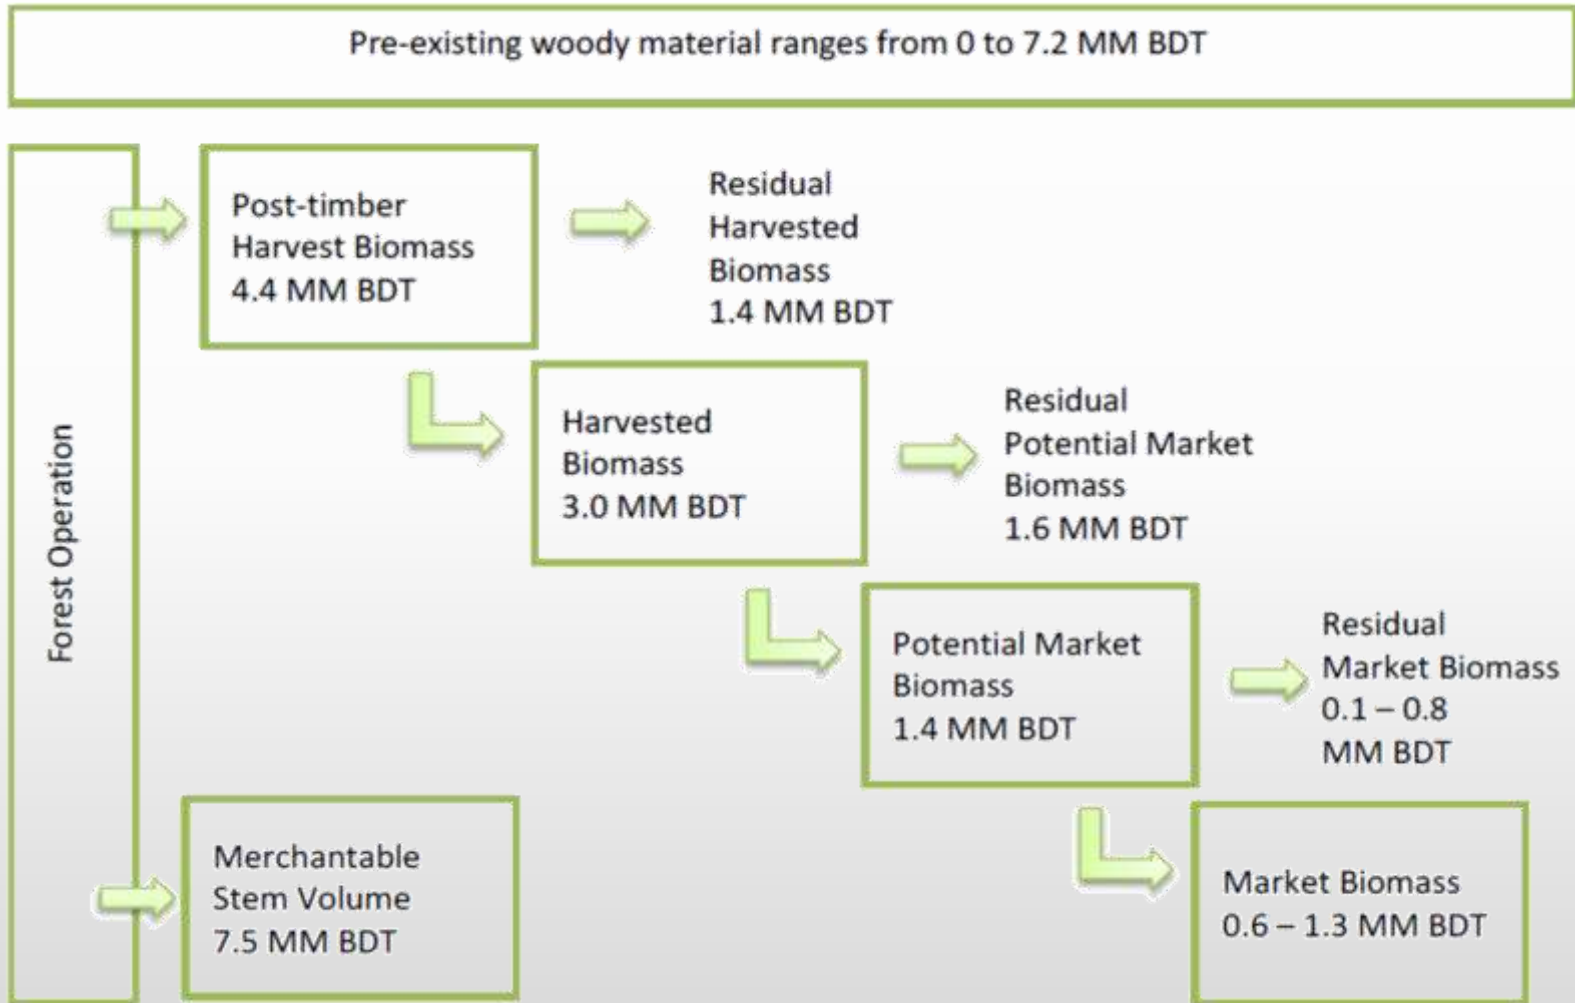 Pre-existing woody material ranges from 0 to 7.2 MM BDT
Forest Operation
Post-timber
Harvest Biomass
4.4 MM BDT
Residual
Harvested
Biomass
1.4 MM BDT
Harvested
Biomass
3.0 MM BDT
Residual
Potential Market
Biomass
1.6 MM BDT
Potential Market
Biomass
1.4 MM BDT
Residual
Market Biomass
0.1 – 0.8
MM BDT
Merchantable
Stem Volume
7.5 MM BDT
Market Biomass
0.6 – 1.3 MM BDT